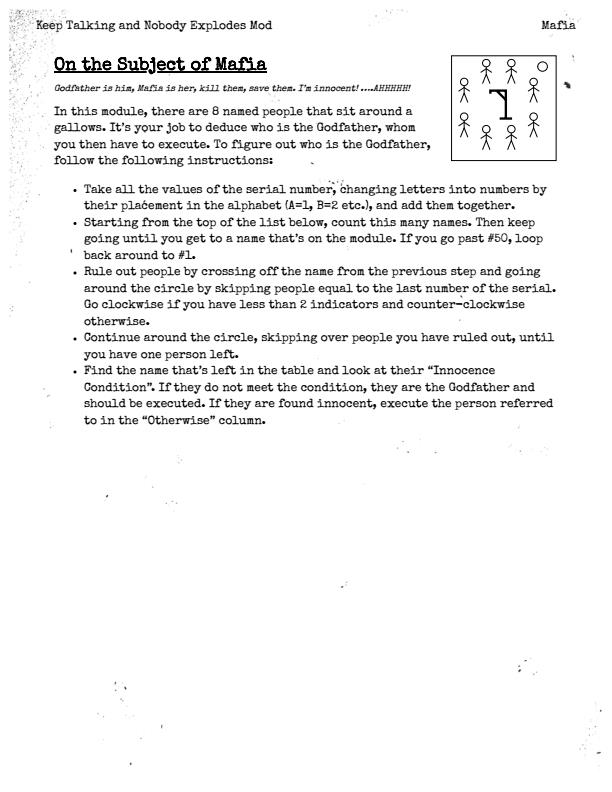 Keep Talking and Nobody Explodes Mod
Mafia
On the Subject of Mafia
Godfather is him, Mafia is her, kill them, save them. I'm innocent! ....AHHHHH!
In this module, there are 8 named people that sit around a
gallows. It's your job to deduce who is the Godfather, whom
you then have to execute. To figure out who is the Godfather,
follow the following instructions:
• Take all the values of the serial number, changing letters into numbers by
their placement in the alphabet (A=1, B=2 etc.), and add them together.
• Starting from the top of the list below, count this many names. Then keep
going until you get to a name that's on the module. If you go past #50, loop
back around to #1.
• Rule out people by crossing off the name from the previous step and going
around the circle by skipping people equal to the last number of the serial.
Go clockwise if you have less than 2 indicators and counter-clockwise
otherwise.
• Continue around the circle, skipping over people you have ruled out, until
you have one person left.
• Find the name that's left in the table and look at their “Innocence
Condition”. If they do not meet the condition, they are the Godfather and
should be executed. If they are found innocent, execute the person referred
to in the “Otherwise” column.